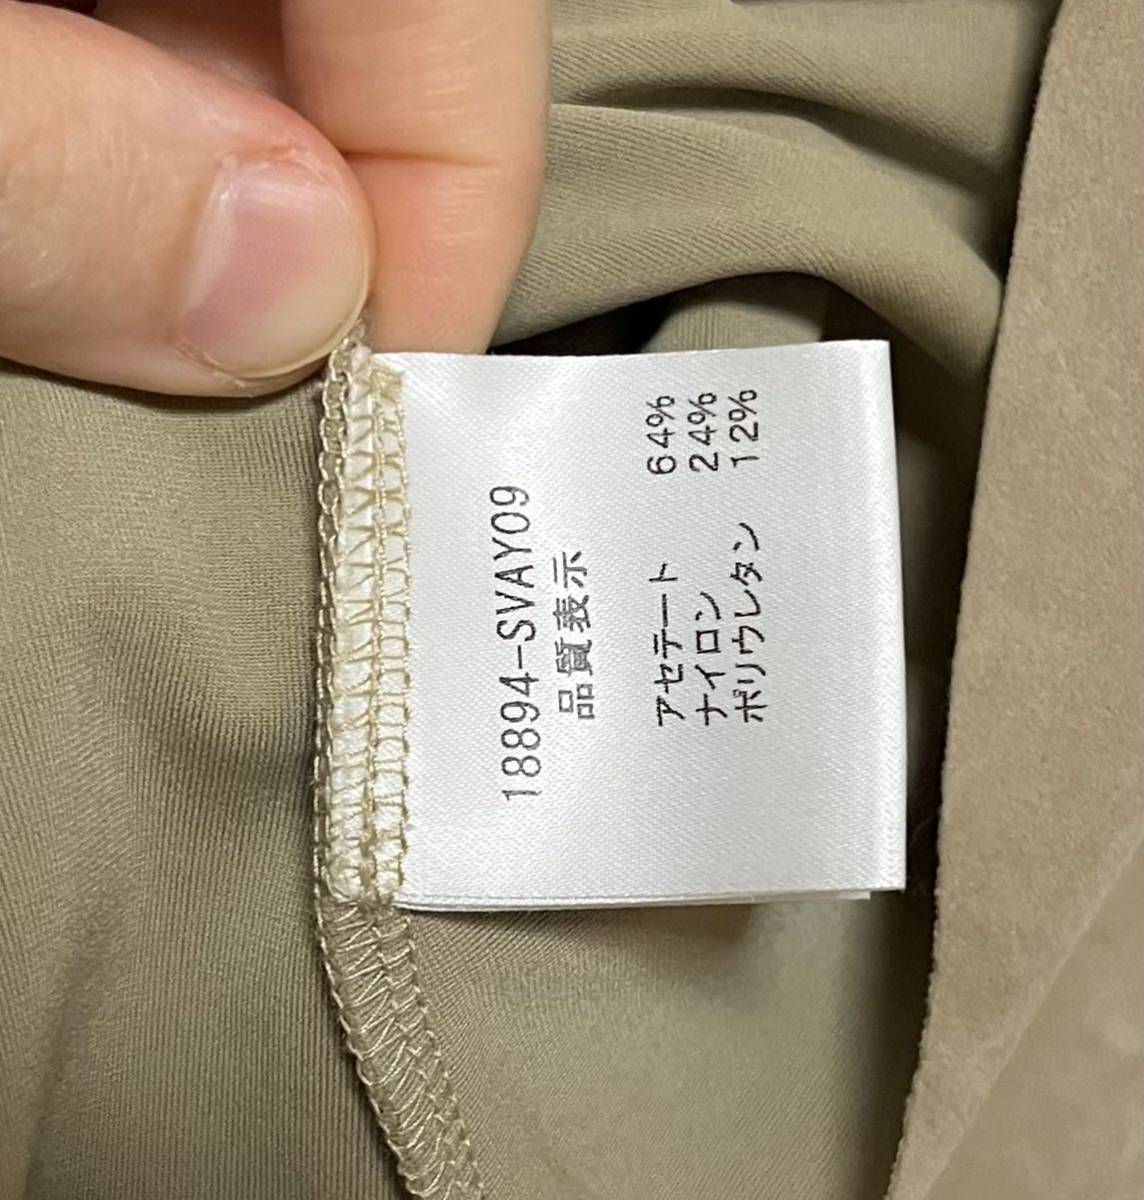 18894-SVAY09
品質表示
アセテート 64%
ナイロン 24%
ポリウレタン 12%